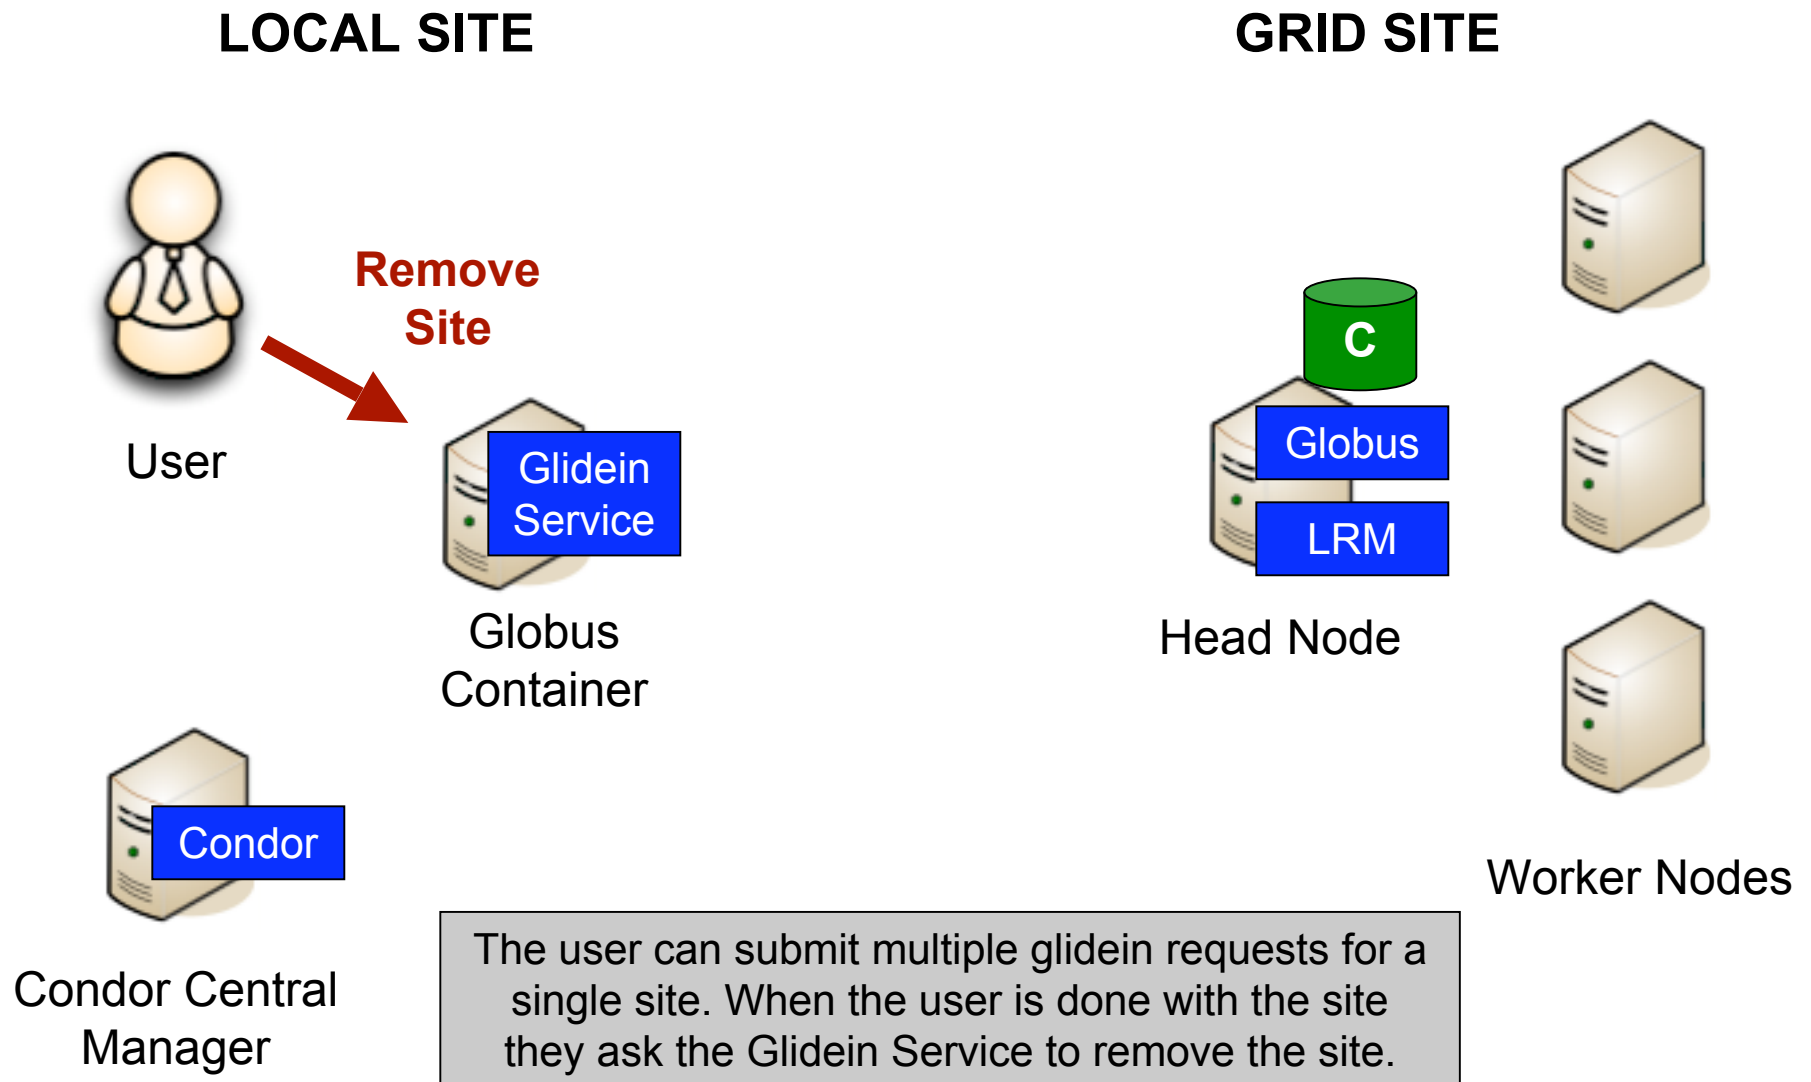 LOCAL SITE
GRID SITE
Remove
Site
User
Glidein
Service
Globus
Container
C
Globus
LRM
Head Node
Worker Nodes
Condor
Condor Central
Manager
The user can submit multiple glidein requests for a
single site. When the user is done with the site
they ask the Glidein Service to remove the site.